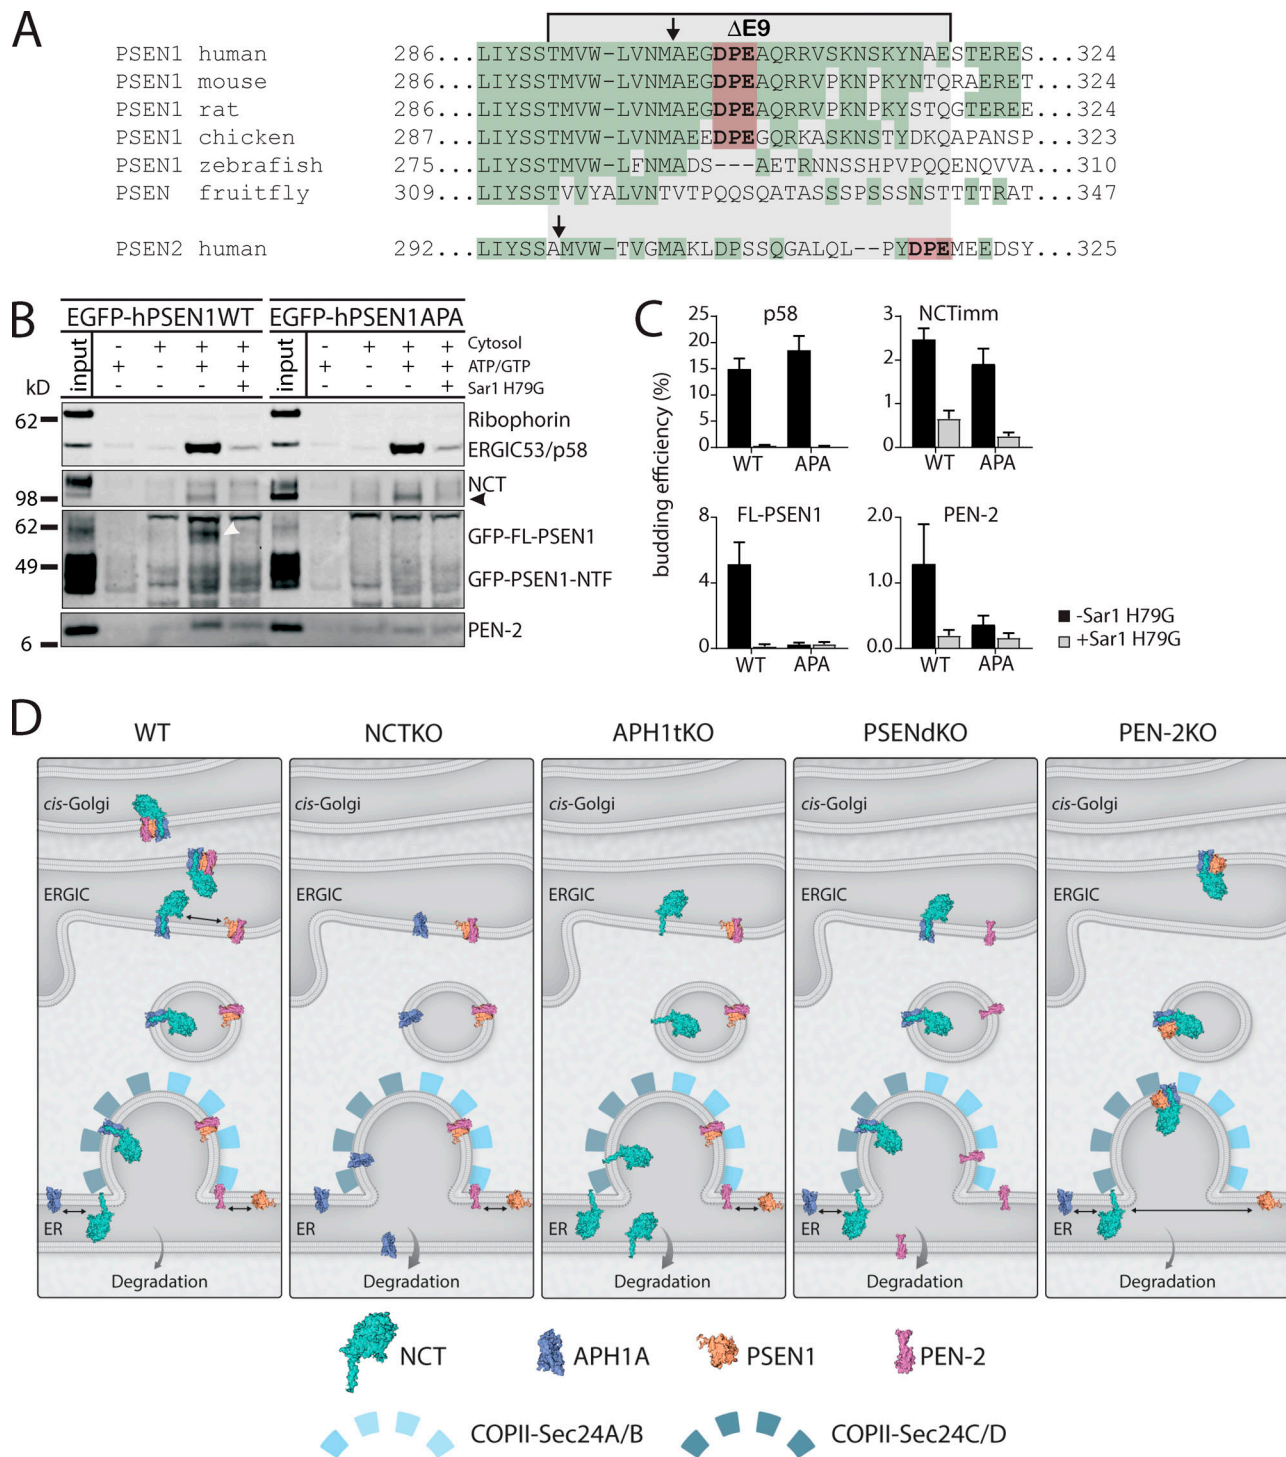 A
ΔE9
PSEN1 human 286...LIYSSTMVW-LVNMAEGDPEAQRRVSKNSKYNAESTERES...324
PSEN1 mouse 286...LIYSSTMVW-LVNMAEGDPEAQRRVPKNPKYNTQRAERET...324
PSEN1 rat 286...LIYSSTMVW-LVNMAEGDPEAQRRVPKNPKYSTQGTEREE...324
PSEN1 chicken 287...LIYSSTMVW-LVNMAEEDPEGQRKASKNSTYDKQAPANSP...323
PSEN1 zebrafish 275...LIYSSTMVW-LFNMADS---AETRNNSSHPVPQQENQVVA...310
PSEN fruitfly 309...LIYSSTVVYALVNTVTPQQSQATASSSPSSSNSTTTTRAT...347
PSEN2 human 292...LIYSSAMVW-TVGMAKLDPSSQGALQL--PYDPEMEEDSY...325
B
EGFP-hPSEN1WT EGFP-hPSEN1APA
input - + + + input - + + + Cytosol
+ - + + + - + + ATP/GTP
- - - + - - - + Sar1 H79G
kD
62
Ribophorin
ERGIC53/p58
NCT
98
62
GFP-FL-PSEN1
49
GFP-PSEN1-NTF
PEN-2
6
C
budding efficiency (%)
p58
25
20
15
10
5
0
WT APA
NCTimm
3
2
1
0
WT APA
FL-PSEN1
8
4
0
WT APA
PEN-2
2.0
1.0
0.0
WT APA
-Sar1 H79G
+Sar1 H79G
D
WT NCTKO APH1tKO PSENdKO PEN-2KO
cis-Golgi cis-Golgi cis-Golgi cis-Golgi cis-Golgi
ERGIC ERGIC ERGIC ERGIC ERGIC
ER ER ER ER ER
Degradation Degradation Degradation Degradation Degradation
NCT APH1A PSEN1 PEN-2
COPII-Sec24A/B COPII-Sec24C/D